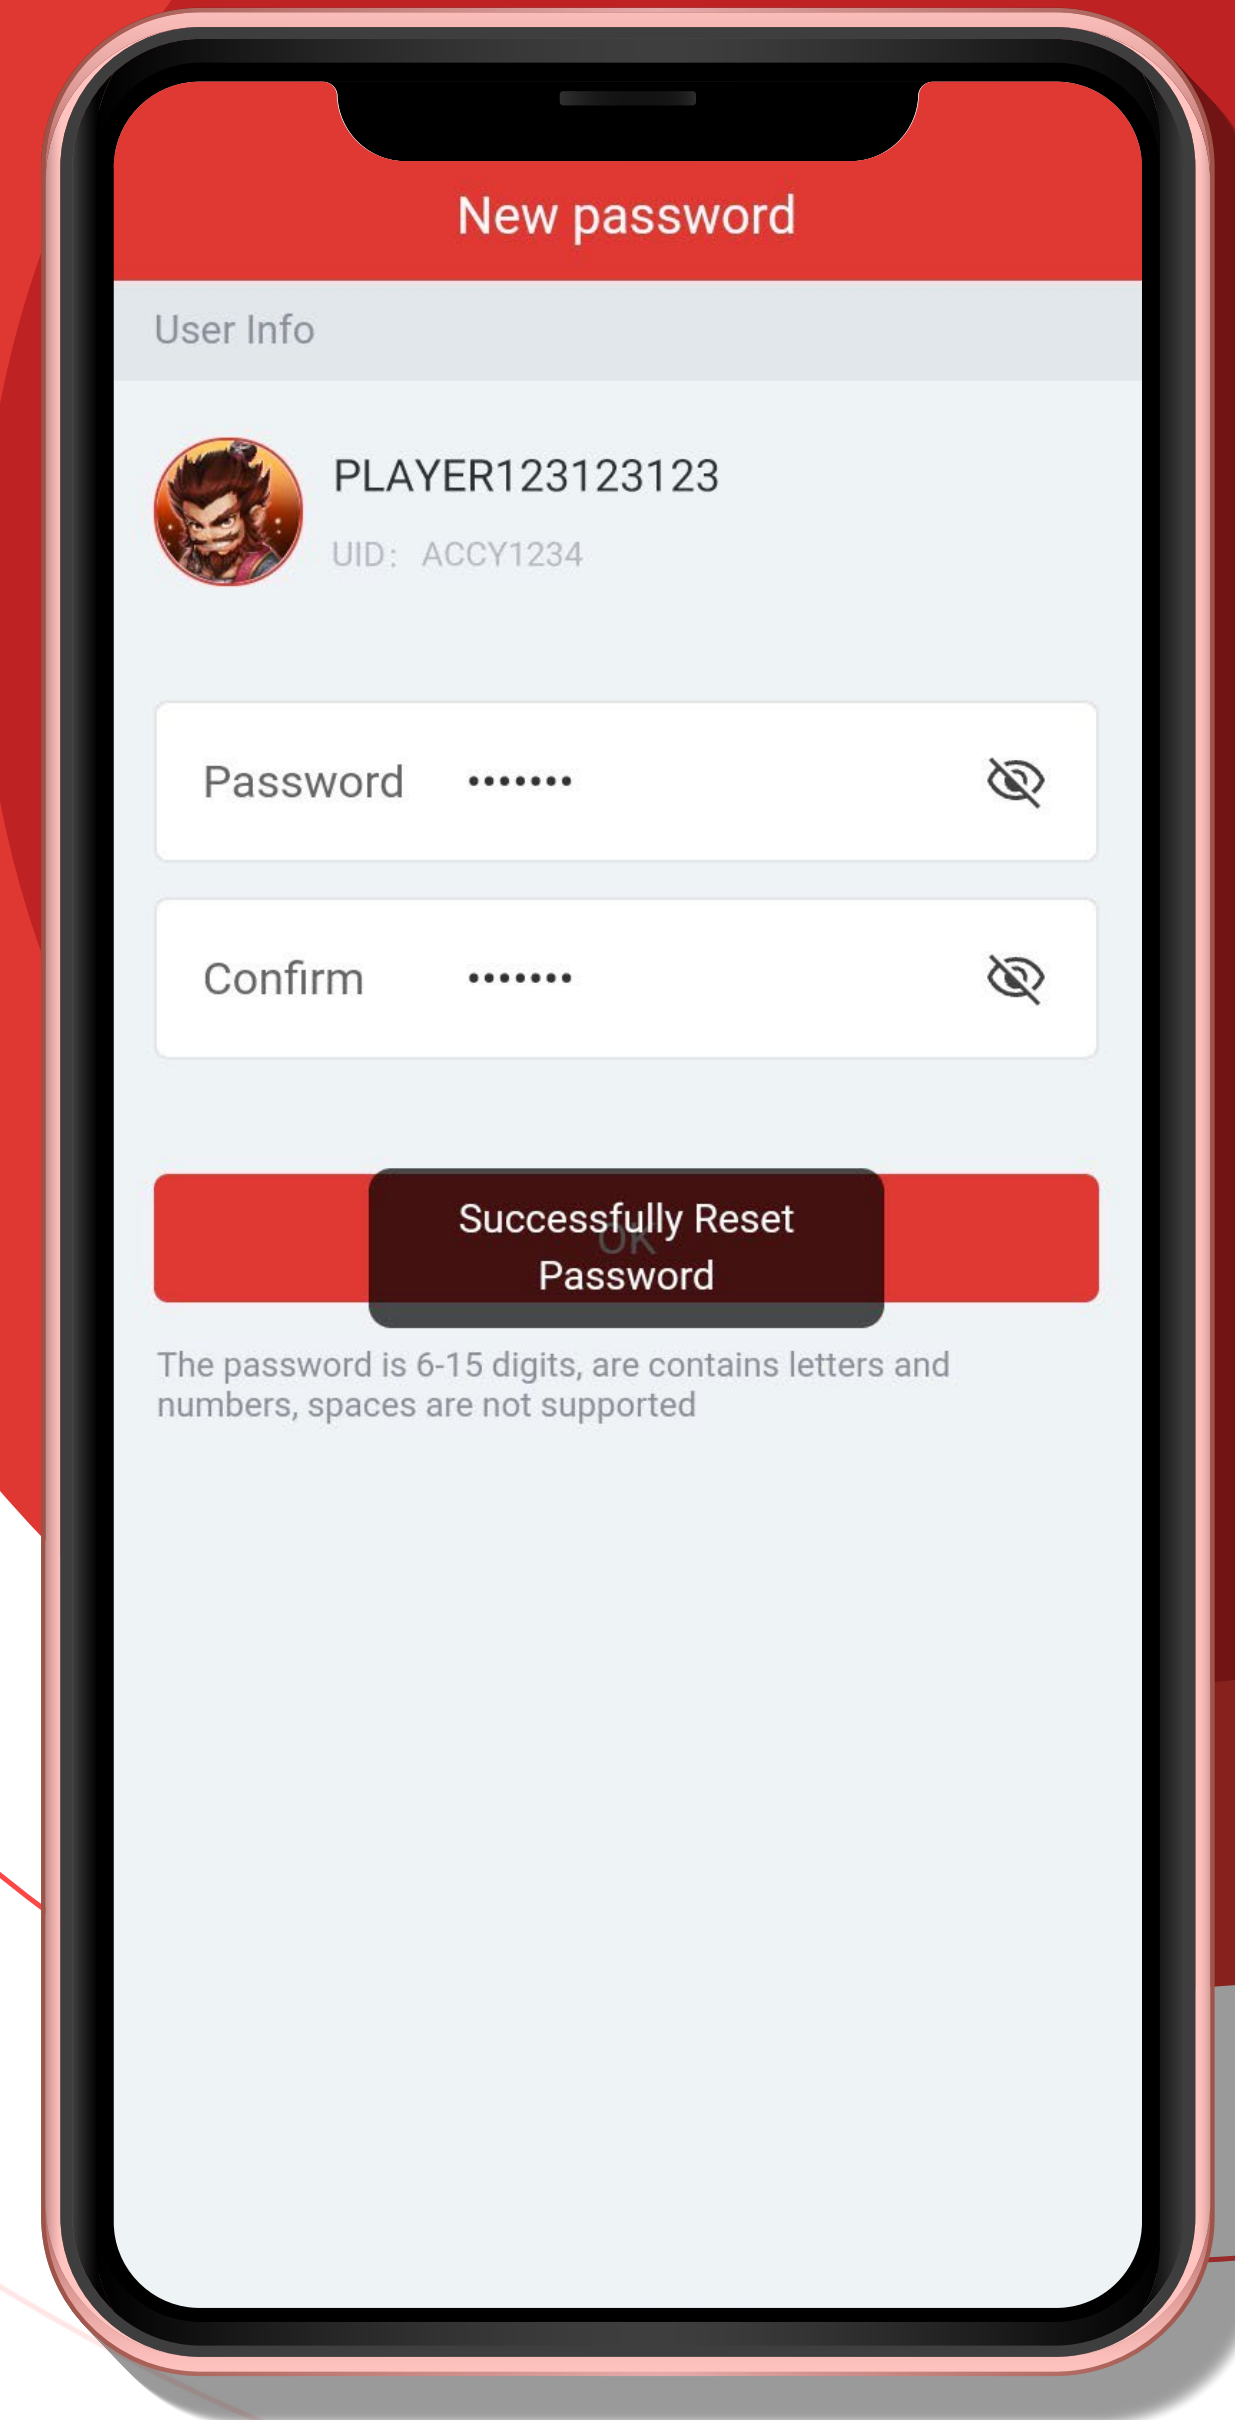 New password
User Info
PLAYER123123123
UID: ACCY1234
Password •••••••
Confirm •••••••
OK
Successfully Reset
Password
The password is 6-15 digits, are contains letters and
numbers, spaces are not supported